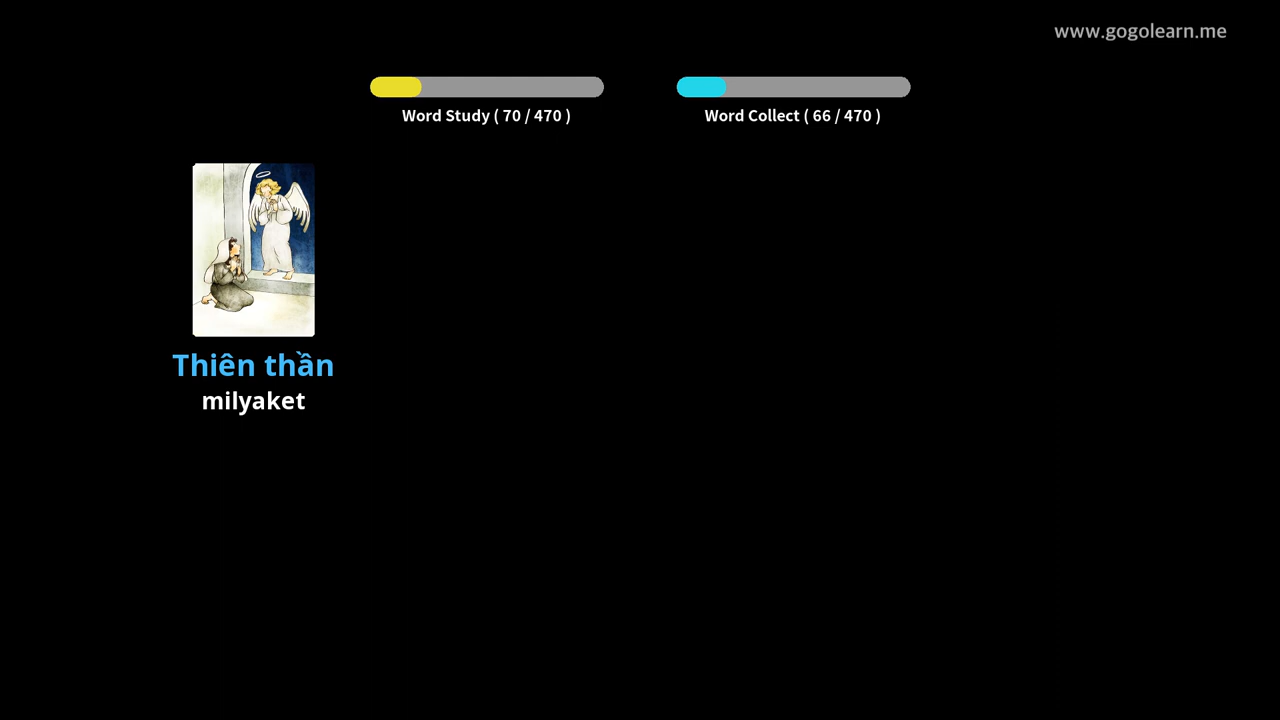 www.gogolearn.me
Word Study ( 70 / 470 )
Word Collect ( 66 / 470 )
Thiên thần
milyaket